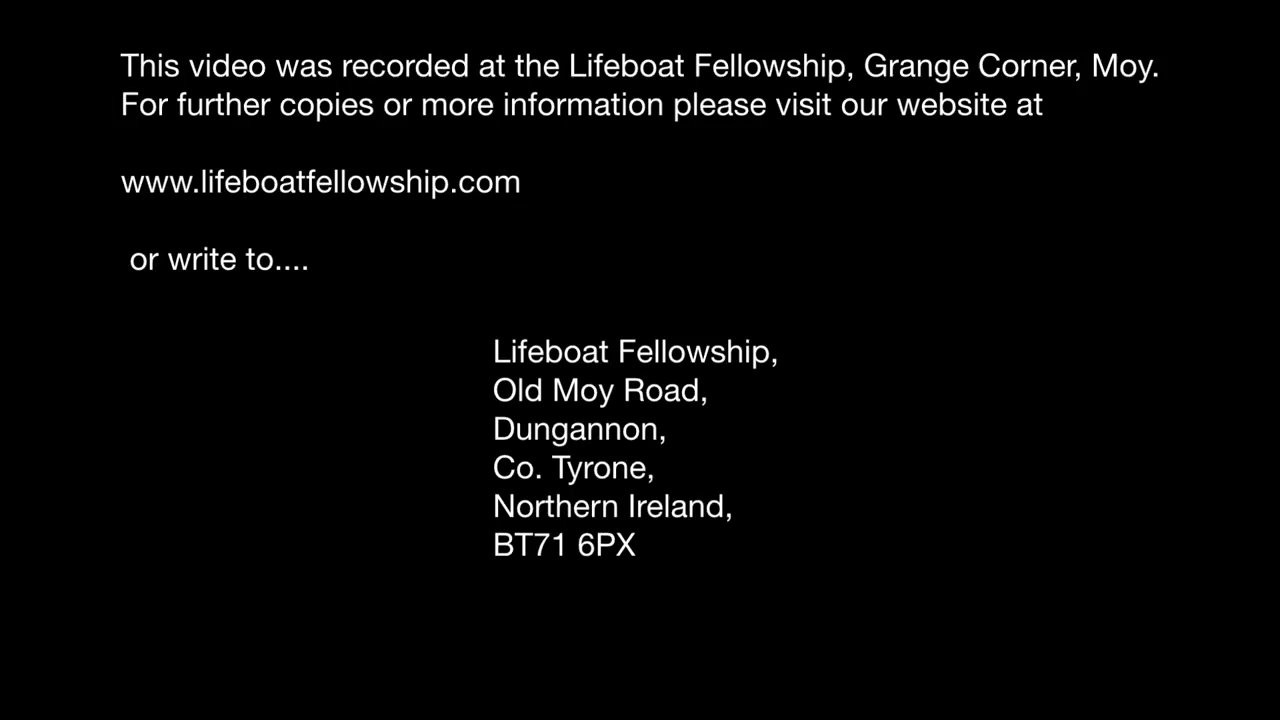 This video was recorded at the Lifeboat Fellowship, Grange Corner, Moy.
For further copies or more information please visit our website at
www.lifeboatfellowship.com
or write to....
Lifeboat Fellowship,
Old Moy Road,
Dungannon,
Co. Tyrone,
Northern Ireland,
BT71 6PX